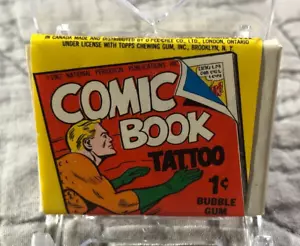 IN CANADA MADE AND DISTRIBUTED BY O-PEE-CHEE CO. LTD., LONDON, ONTARIO
UNDER LICENSE WITH TOPPS CHEWING GUM, INC., BROOKLYN, N. Y.
NATIONAL PERIODICAL PUBLICATIONS INC.
COMIC
BOOK
TATTOO
1¢
BUBBLE
GUM